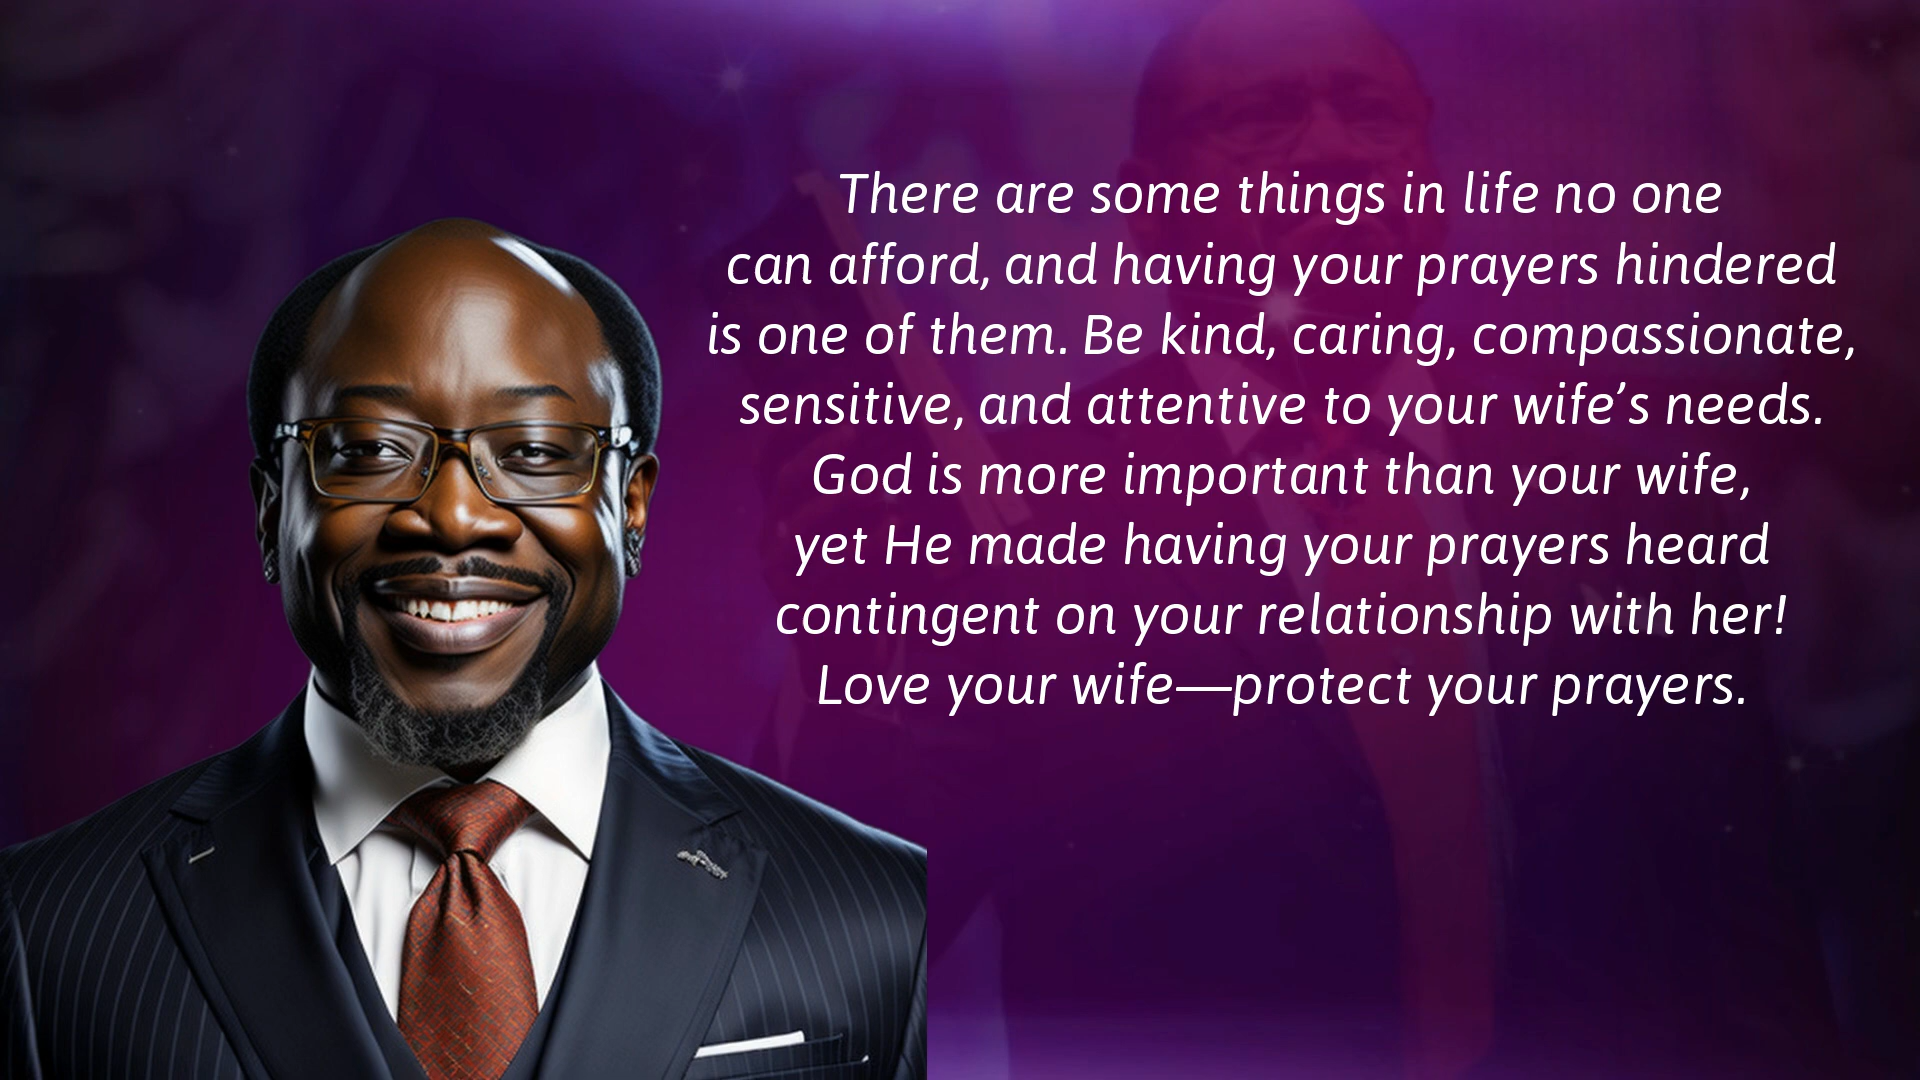 There are some things in life no one
can afford, and having your prayers hindered
is one of them. Be kind, caring, compassionate,
sensitive, and attentive to your wife’s needs.
God is more important than your wife,
yet He made having your prayers heard
contingent on your relationship with her!
Love your wife—protect your prayers.